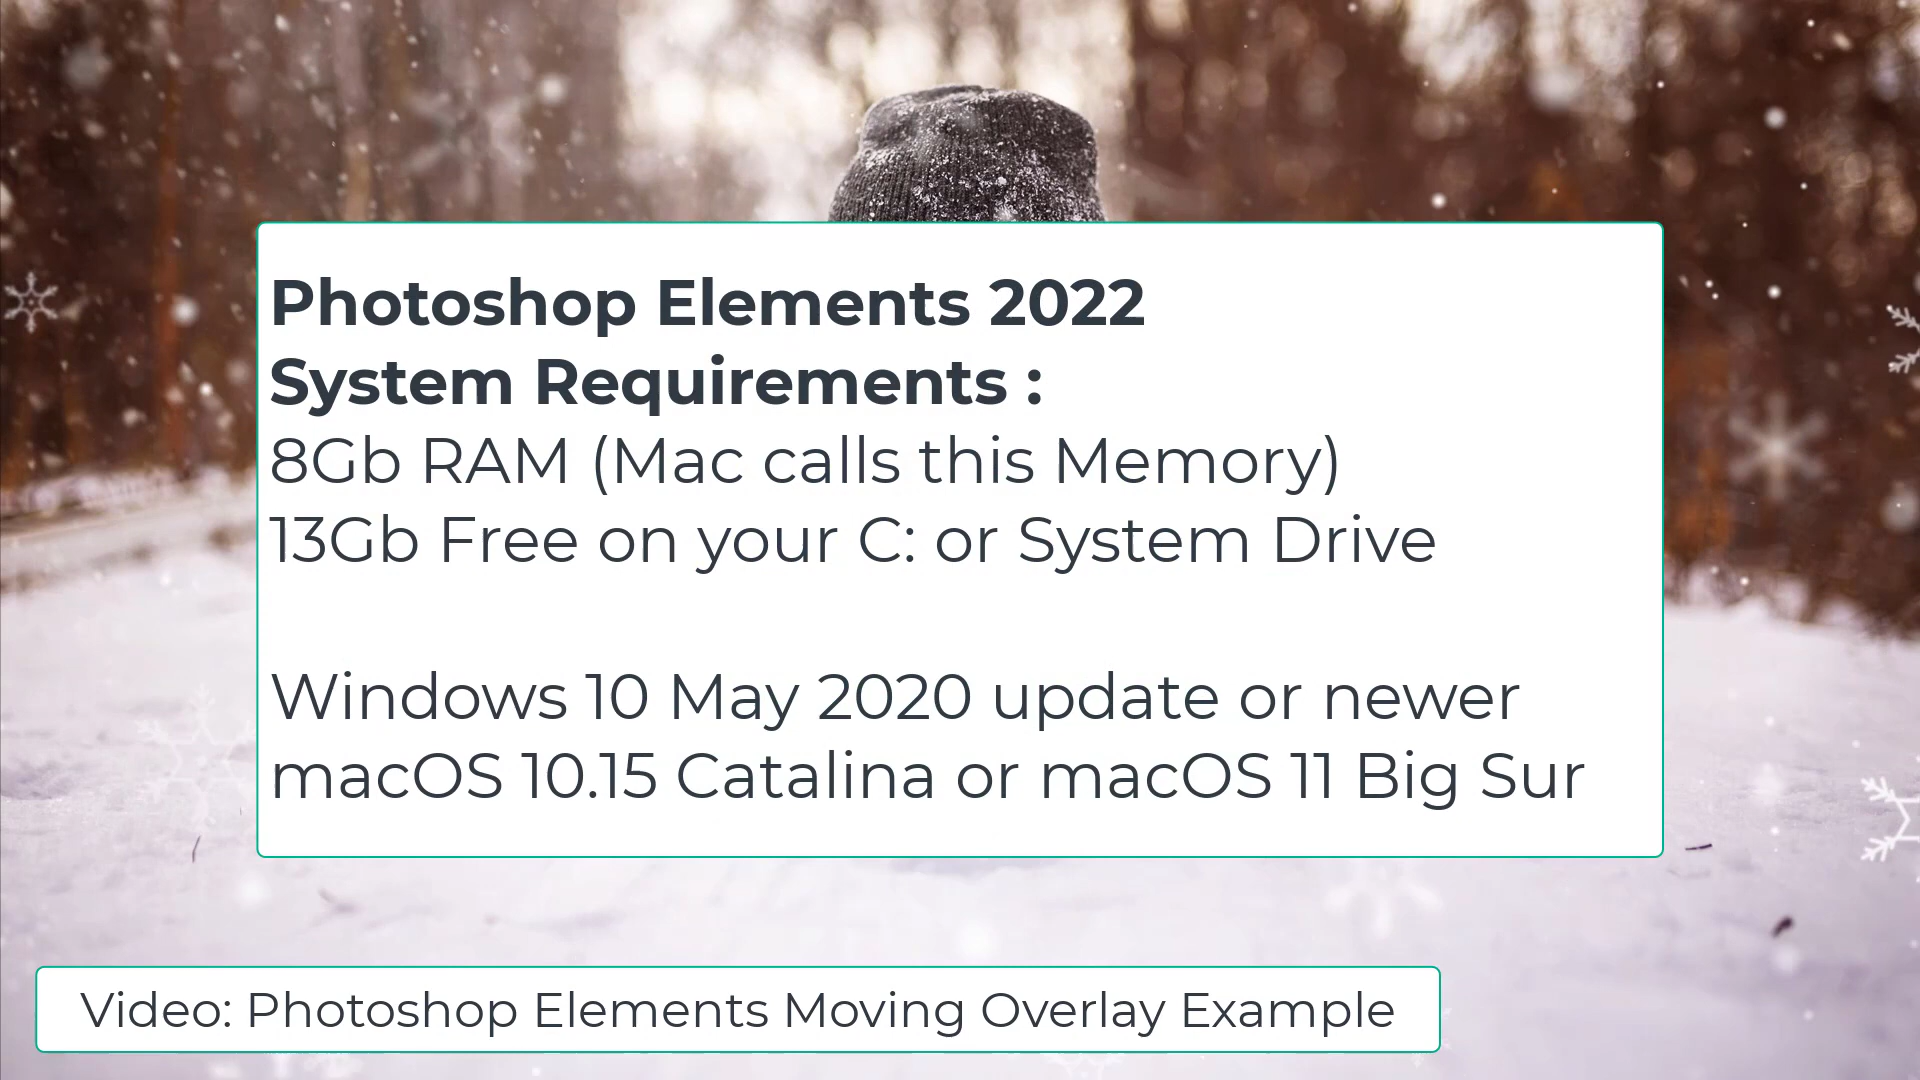 Photoshop Elements 2022
System Requirements :
8Gb RAM (Mac calls this Memory)
13Gb Free on your C: or System Drive
Windows 10 May 2020 update or newer
macOS 10.15 Catalina or macOS 11 Big Sur
Video: Photoshop Elements Moving Overlay Example